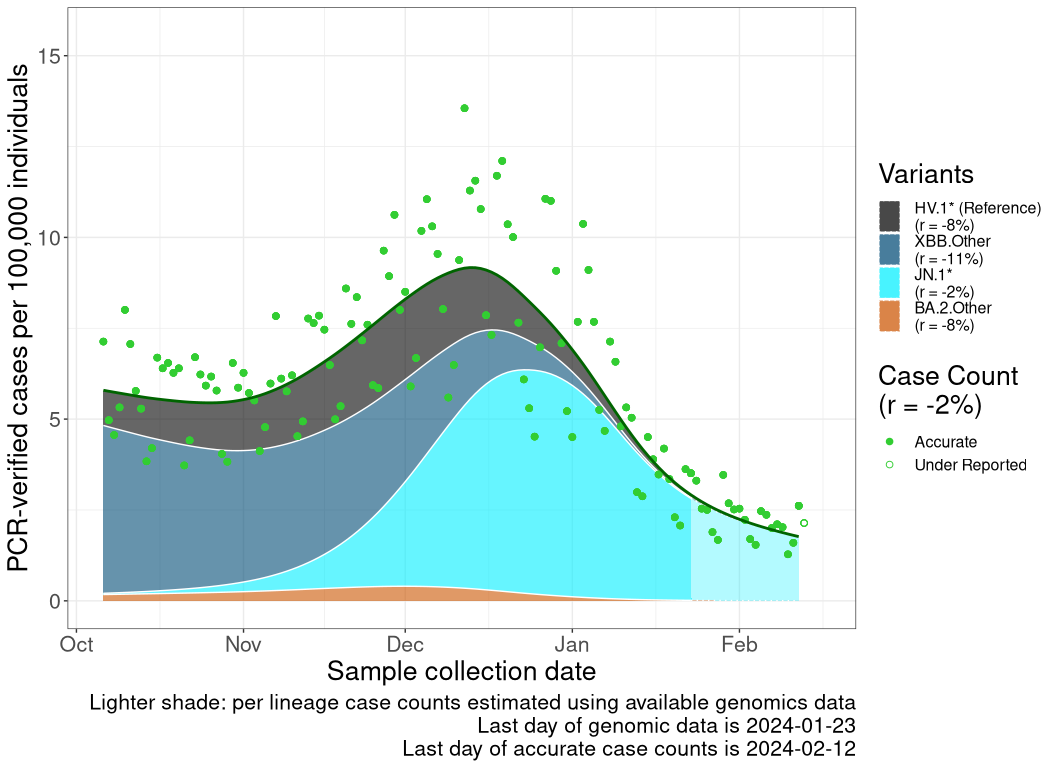 PCR-verified cases per 100,000 individuals
15
10
5
0
Oct Nov Dec Jan Feb
Sample collection date
Lighter shade: per lineage case counts estimated using available genomics data
Last day of genomic data is 2024-01-23
Last day of accurate case counts is 2024-02-12
Variants
HV.1* (Reference)
(r = -8%)
XBB.Other
(r = -11%)
JN.1*
(r = -2%)
BA.2.Other
(r = -8%)
Case Count
(r = -2%)
Accurate
Under Reported